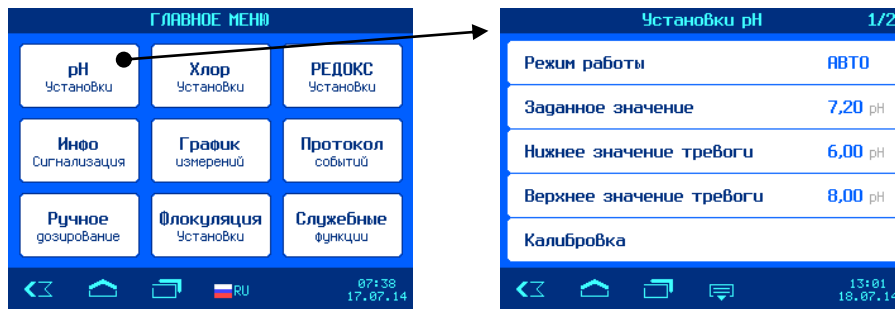 ГЛАВНОЕ МЕНЮ
pH
Установки
Хлор
Установки
РЕДОКС
Установки
Инфо
Сигнализация
График
измерений
Протокол
событий
Ручное
дозирование
Флокуляция
Установки
Служебные
функции
RU
07:38
17.07.14
Установки pH 1/2
Режим работы АВТО
Заданное значение 7,20 pH
Нижнее значение тревоги 6,00 pH
Верхнее значение тревоги 8,00 pH
Калибровка
13:01
18.07.14